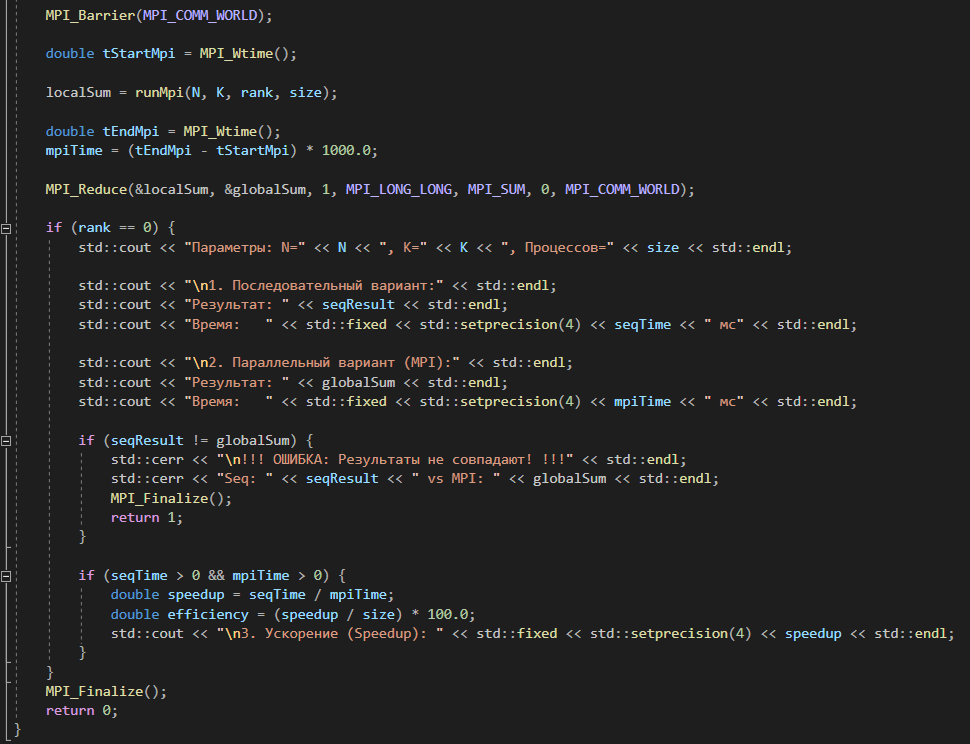 MPI_Barrier(MPI_COMM_WORLD);
double tStartMpi = MPI_Wtime();
localSum = runMpi(N, K, rank, size);
double tEndMpi = MPI_Wtime();
mpiTime = (tEndMpi - tStartMpi) * 1000.0;
MPI_Reduce(&localSum, &globalSum, 1, MPI_LONG_LONG, MPI_SUM, 0, MPI_COMM_WORLD);
if (rank == 0) {
std::cout << "Параметры: N=" << N << ", K=" << K << ", Процессов=" << size << std::endl;
std::cout << "\n1. Последовательный вариант:" << std::endl;
std::cout << "Результат: " << seqResult << std::endl;
std::cout << "Время:   " << std::fixed << std::setprecision(4) << seqTime << " мс" << std::endl;
std::cout << "\n2. Параллельный вариант (MPI):" << std::endl;
std::cout << "Результат: " << globalSum << std::endl;
std::cout << "Время:   " << std::fixed << std::setprecision(4) << mpiTime << " мс" << std::endl;
if (seqResult != globalSum) {
std::cerr << "\n!!! ОШИБКА: Результаты не совпадают! !!!" << std::endl;
std::cerr << "Seq: " << seqResult << " vs MPI: " << globalSum << std::endl;
MPI_Finalize();
return 1;
}
if (seqTime > 0 && mpiTime > 0) {
double speedup = seqTime / mpiTime;
double efficiency = (speedup / size) * 100.0;
std::cout << "\n3. Ускорение (Speedup): " << std::fixed << std::setprecision(4) << speedup << std::endl;
}
}
MPI_Finalize();
return 0;
}